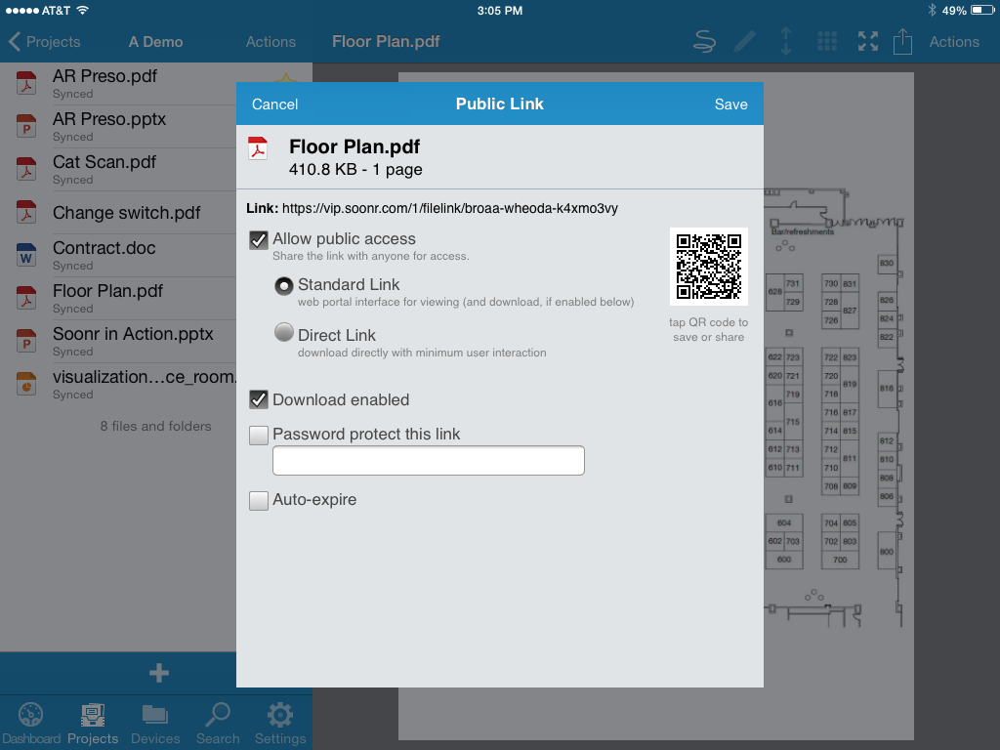 AT&T
3:05 PM
49%
Projects
A Demo
Actions
Floor Plan.pdf
Actions
AR Preso.pdf
Synced
AR Preso.pptx
Synced
Cat Scan.pdf
Synced
Change switch.pdf
Contract.doc
Synced
Floor Plan.pdf
Synced
Soonr in Action.pptx
Synced
visualization...ce_room.
Synced
8 files and folders
Dashboard
Projects
Devices
Search
Settings
Cancel
Public Link
Save
Floor Plan.pdf
410.8 KB - 1 page
Link: https://vip.soonr.com/1/filelink/broaa-wheoda-k4xmo3vy
Allow public access
Share the link with anyone for access.
Standard Link
web portal interface for viewing (and download, if enabled below)
Direct Link
download directly with minimum user interaction
tap QR code to
save or share
Download enabled
Password protect this link
Auto-expire
Bar/refreshments
830
731 730 831
628
729 728 826
827
726 824
822
622 723 722 823
620 721 720
819
719 718 816
616
716 817
715
614 714 815
612 713 712 812
811
610 711 710 810
808
708 809
806
604 704 805
602 703 702 803
800
600 700